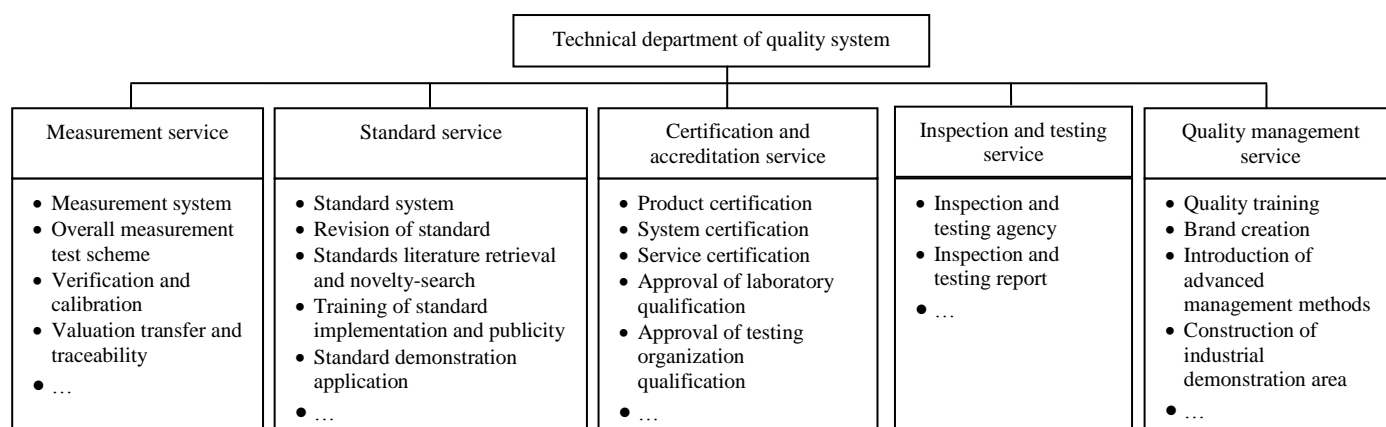 Technical department of quality system
Measurement service
• Measurement system
• Overall measurement
test scheme
• Verification and
calibration
• Valuation transfer and
traceability
• …
Standard service
• Standard system
• Revision of standard
• Standards literature retrieval
and novelty-search
• Training of standard
implementation and publicity
• Standard demonstration
application
• …
Certification and
accreditation service
• Product certification
• System certification
• Service certification
• Approval of laboratory
qualification
• Approval of testing
organization
qualification
• …
Inspection and testing
service
• Inspection and
testing agency
• Inspection and
testing report
• …
Quality management
service
• Quality training
• Brand creation
• Introduction of
advanced
management methods
• Construction of
industrial
demonstration area
• …